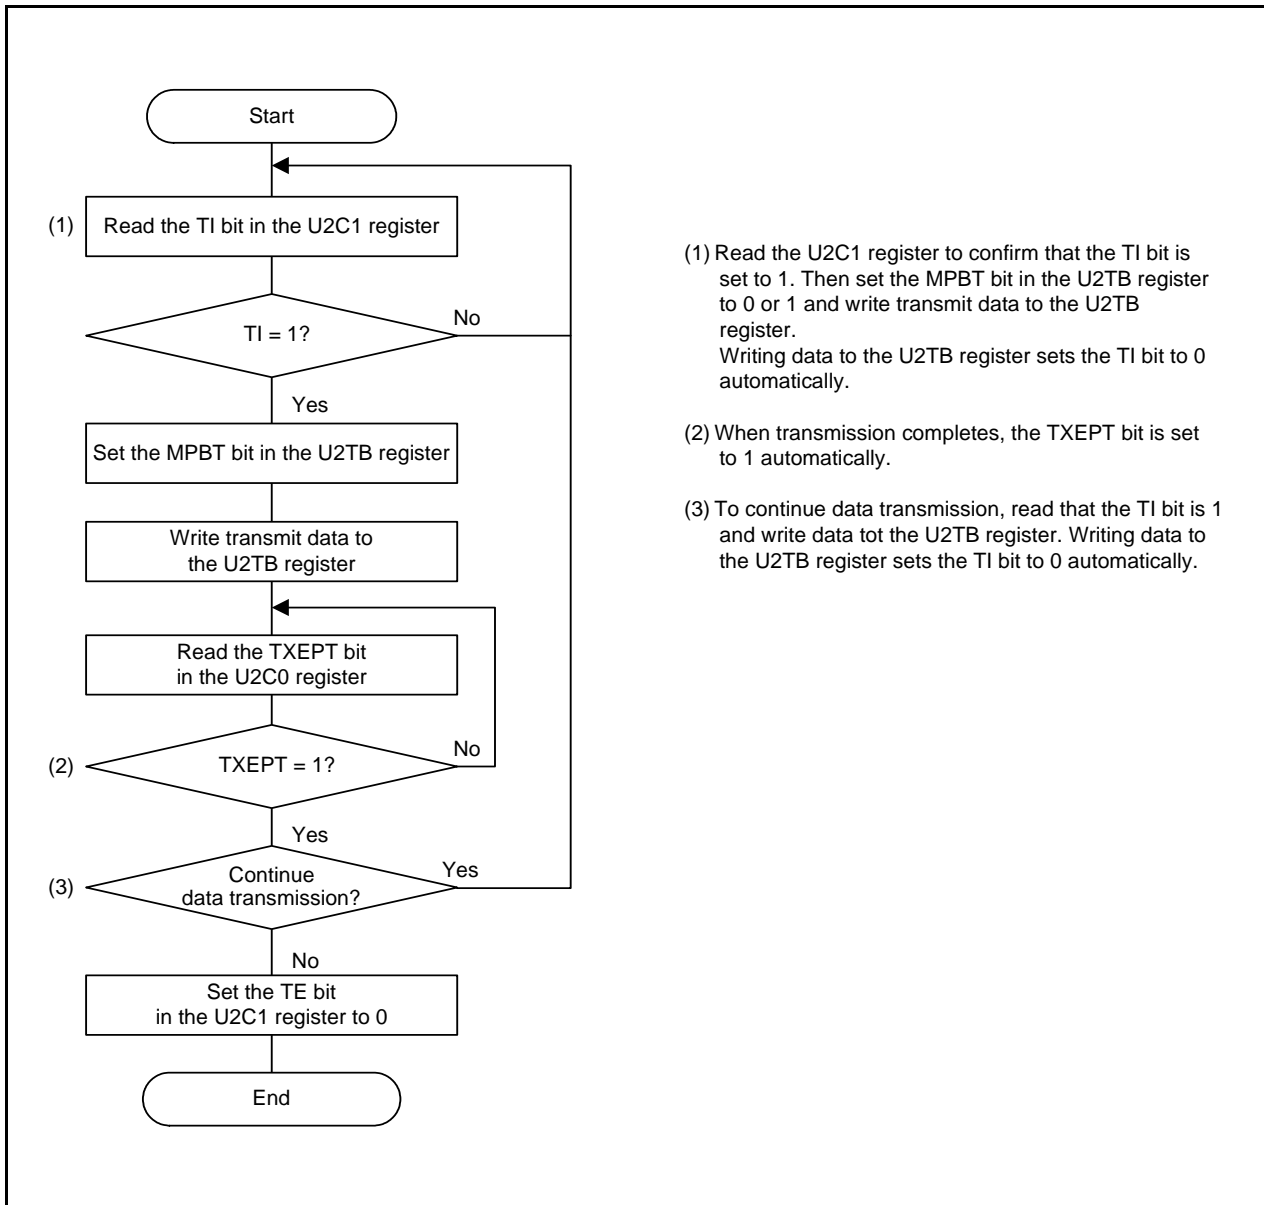 Start
(1)
Read the TI bit in the U2C1 register
TI = 1?
No
Yes
Set the MPBT bit in the U2TB register
Write transmit data to
the U2TB register
Read the TXEPT bit
in the U2C0 register
(2)
TXEPT = 1?
No
Yes
(3)
Continue
data transmission?
Yes
No
Set the TE bit
in the U2C1 register to 0
End
(1) Read the U2C1 register to confirm that the TI bit is
set to 1. Then set the MPBT bit in the U2TB register
to 0 or 1 and write transmit data to the U2TB
register.
Writing data to the U2TB register sets the TI bit to 0
automatically.
(2) When transmission completes, the TXEPT bit is set
to 1 automatically.
(3) To continue data transmission, read that the TI bit is 1
and write data tot the U2TB register. Writing data to
the U2TB register sets the TI bit to 0 automatically.